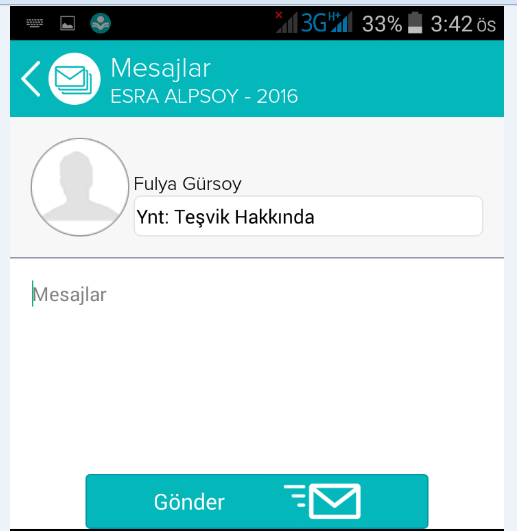 3G H+ 33% 3:42 ÖS
Mesajlar
ESRA ALPSOY - 2016
Fulya Gürsoy
Ynt: Teşvik Hakkında
Mesajlar
Gönder